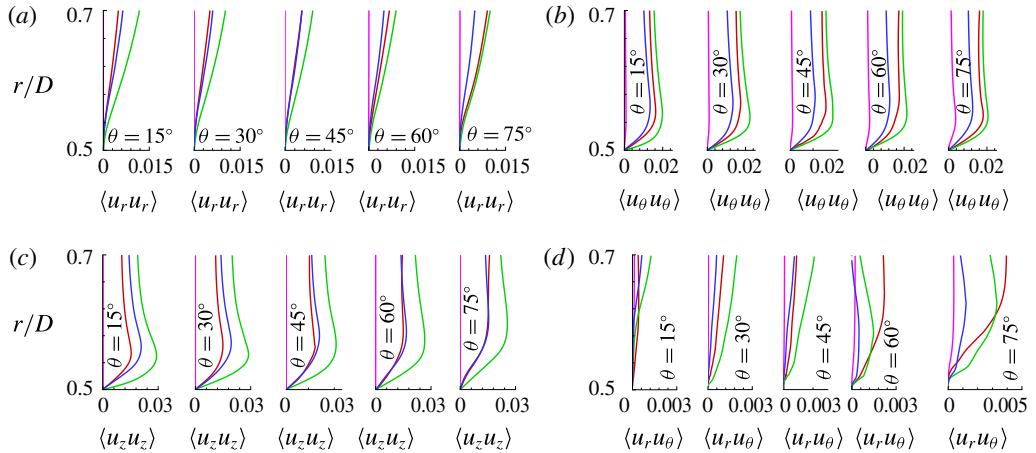 (a)
0.7
r/D
0.5
θ = 15°
θ = 30°
θ = 45°
θ = 60°
θ = 75°
0 0.015 0 0.015 0 0.015 0 0.015 0 0.015
⟨u_r u_r⟩ ⟨u_r u_r⟩ ⟨u_r u_r⟩ ⟨u_r u_r⟩ ⟨u_r u_r⟩
(b)
0.7
0.5
θ = 15°
θ = 30°
θ = 45°
θ = 60°
θ = 75°
0 0.02 0 0.02 0 0.02 0 0.02 0 0.02
⟨u_θ u_θ⟩ ⟨u_θ u_θ⟩ ⟨u_θ u_θ⟩ ⟨u_θ u_θ⟩ ⟨u_θ u_θ⟩
(c)
0.7
r/D
0.5
θ = 15°
θ = 30°
θ = 45°
θ = 60°
θ = 75°
0 0.03 0 0.03 0 0.03 0 0.03 0 0.03
⟨u_z u_z⟩ ⟨u_z u_z⟩ ⟨u_z u_z⟩ ⟨u_z u_z⟩ ⟨u_z u_z⟩
(d)
0.7
0.5
θ = 15°
θ = 30°
θ = 45°
θ = 60°
θ = 75°
0 0.003 0 0.003 0 0.003 0 0.003 0 0.005
⟨u_r u_θ⟩ ⟨u_r u_θ⟩ ⟨u_r u_θ⟩ ⟨u_r u_θ⟩ ⟨u_r u_θ⟩